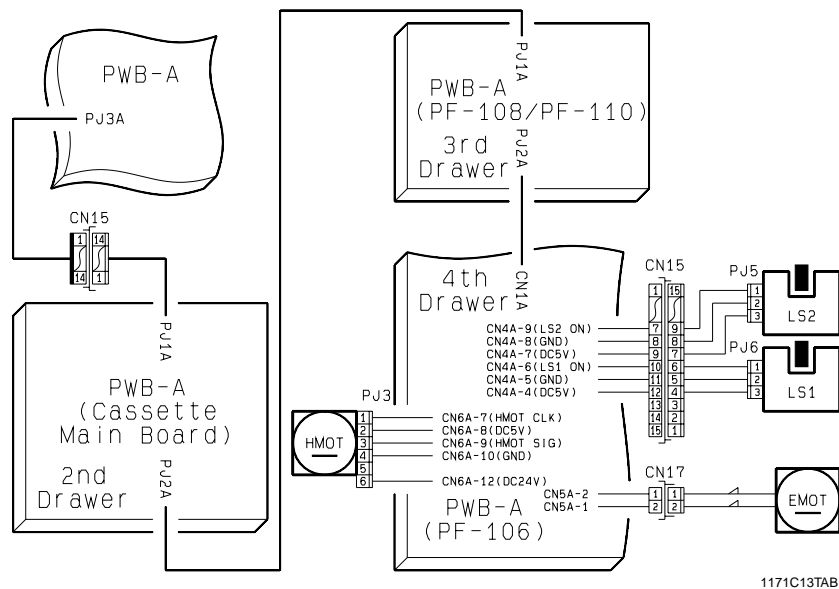 PWB-A
PJ3A
CN15
1 14
14 1
PJ1A
PWB-A
(Cassette
Main Board)
2nd
Drawer
PJ2A
PJ1A
PWB-A
(PF-108/PF-110)
3rd
Drawer
PJ2A
CN1A
4th
Drawer
CN4A-9(LS2 ON)
CN4A-8(GND)
CN4A-7(DC5V)
CN4A-6(LS1 ON)
CN4A-5(GND)
CN4A-4(DC5V)
CN15
1 15
7 9
8 8
9 7
10 6
11 5
12 4
13 3
14 2
15 1
PJ5
1
2
3
LS2
PJ6
1
2
3
LS1
PJ3
HMOT
1 CN6A-7(HMOT CLK)
2 CN6A-8(DC5V)
3 CN6A-9(HMOT SIG)
4 CN6A-10(GND)
5
6 CN6A-12(DC24V)
PWB-A
(PF-106)
CN5A-2
CN5A-1
CN17
1 1
2 2
EMOT
1171C13TAB